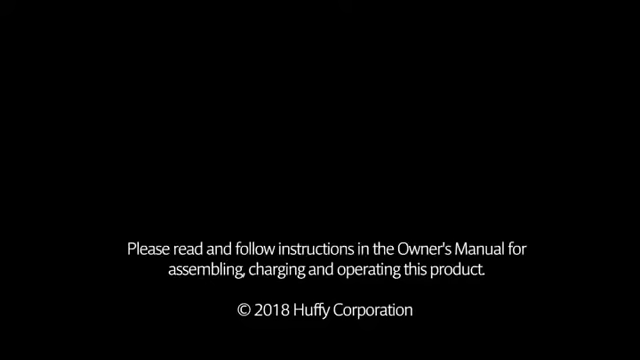 Please read and follow instructions in the Owner's Manual for
assembling, charging and operating this product.
© 2018 Huffy Corporation